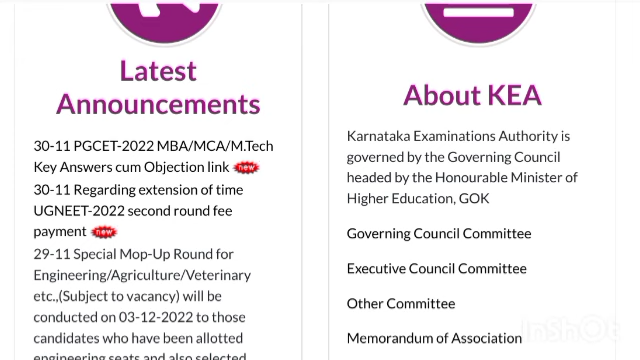 Latest
Announcements
30-11 PGCET-2022 MBA/MCA/M.Tech
Key Answers cum Objection link new
30-11 Regarding extension of time
UGNEET-2022 second round fee
payment new
29-11 Special Mop-Up Round for
Engineering/Agriculture/Veterinary
etc.,(Subject to vacancy) will be
conducted on 03-12-2022 to those
candidates who have been allotted
engineering seats and also selected
About KEA
Karnataka Examinations Authority is
governed by the Governing Council
headed by the Honourable Minister of
Higher Education, GOK
Governing Council Committee
Executive Council Committee
Other Committee
Memorandum of Association
InShOt